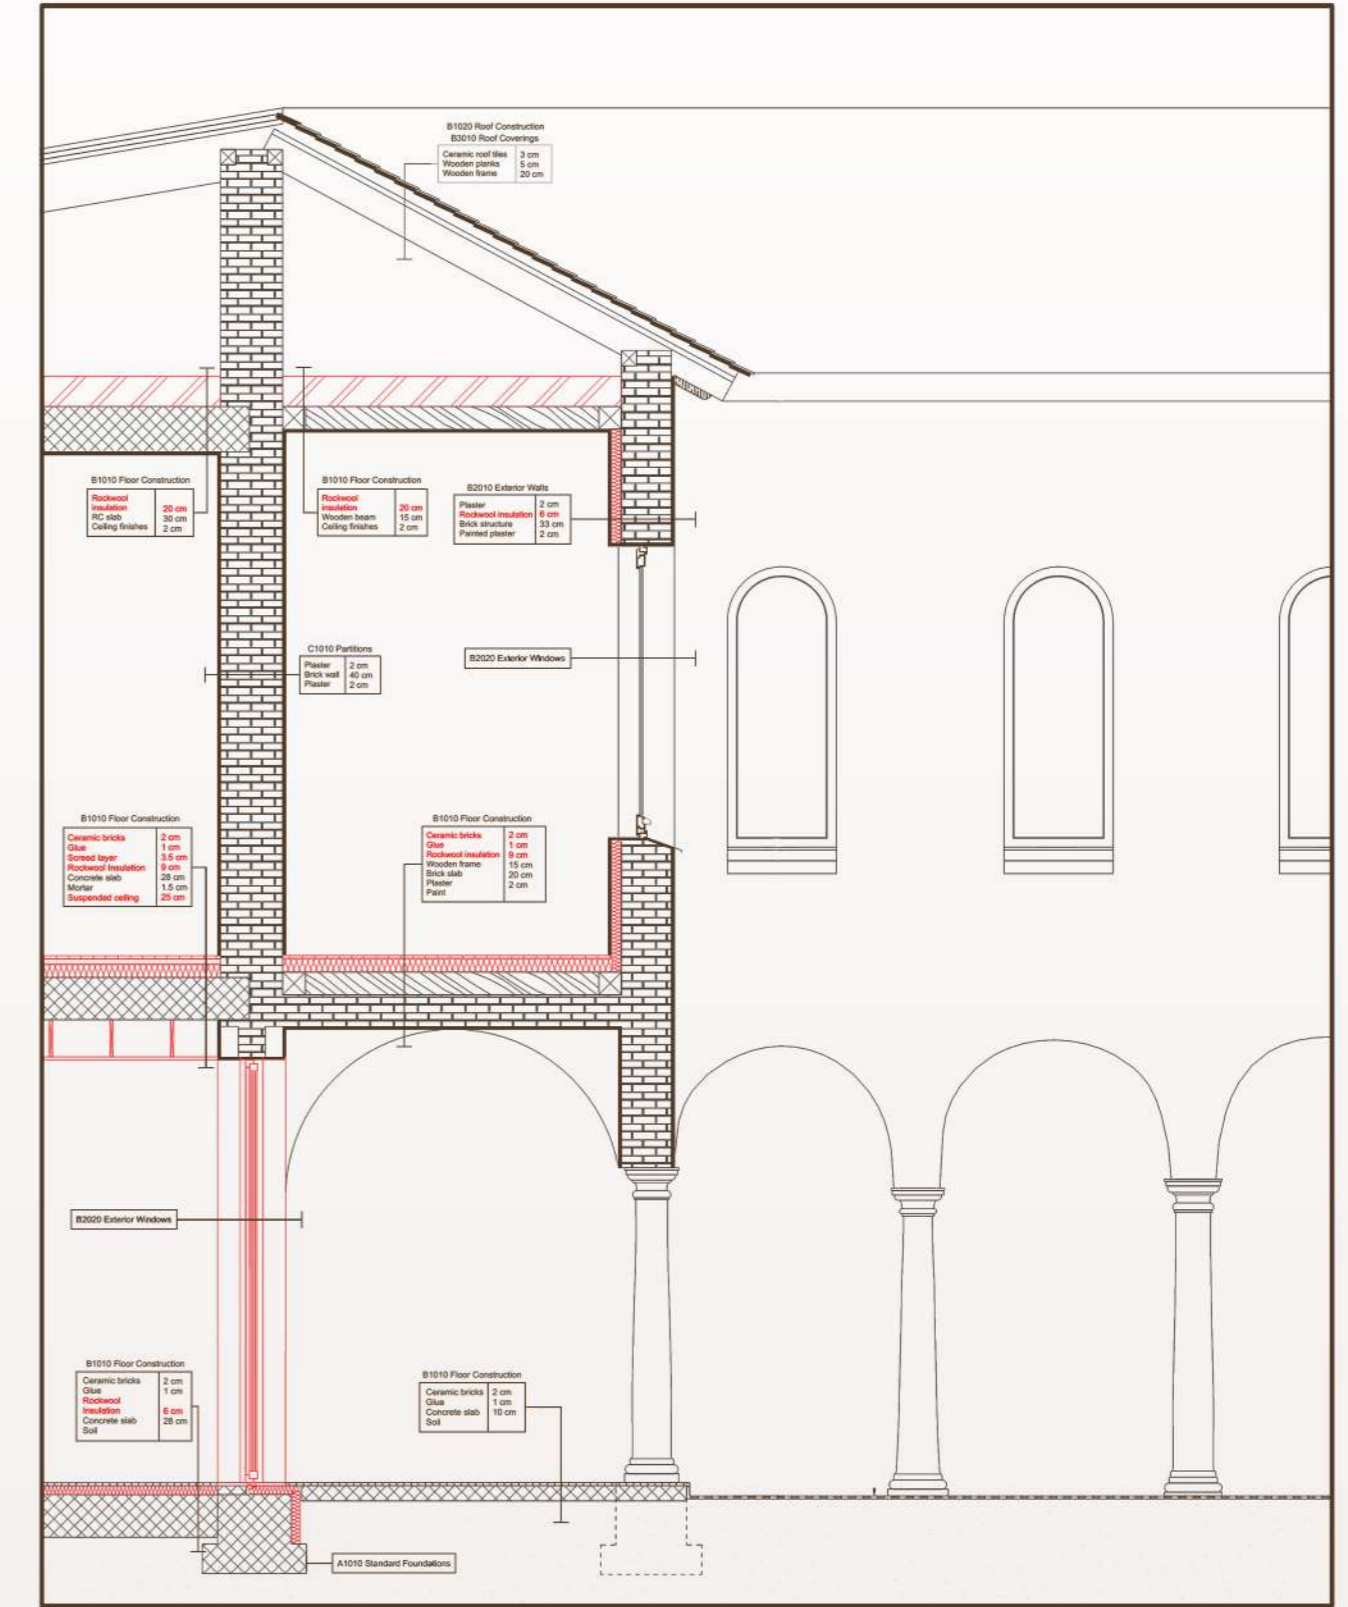 B1020 Roof Construction
B3010 Roof Coverings
Ceramic roof tiles 3 cm
Wooden planks 5 cm
Wooden frame 20 cm
B1010 Floor Construction
Rockwool
insulation 20 cm
RC slab 30 cm
Ceiling finishes 2 cm
B1010 Floor Construction
Rockwool
insulation 20 cm
Wooden beam 15 cm
Ceiling finishes 2 cm
B2010 Exterior Walls
Plaster 2 cm
Rockwool insulation 6 cm
Brick structure 33 cm
Painted plaster 2 cm
C1010 Partitions
Plaster 2 cm
Brick wall 40 cm
Plaster 2 cm
B2020 Exterior Windows
B1010 Floor Construction
Ceramic bricks 2 cm
Glue 1 cm
Screed layer 3.5 cm
Rockwool Insulation 9 cm
Concrete slab 28 cm
Mortar 1.5 cm
Suspended ceiling 25 cm
B1010 Floor Construction
Ceramic bricks 2 cm
Glue 1 cm
Rockwool insulation 9 cm
Wooden frame 15 cm
Brick slab 20 cm
Plaster 2 cm
Paint
B2020 Exterior Windows
B1010 Floor Construction
Ceramic bricks 2 cm
Glue 1 cm
Rockwool
Insulation 6 cm
Concrete slab 28 cm
Soil
B1010 Floor Construction
Ceramic bricks 2 cm
Glue 1 cm
Concrete slab 10 cm
Soil
A1010 Standard Foundations